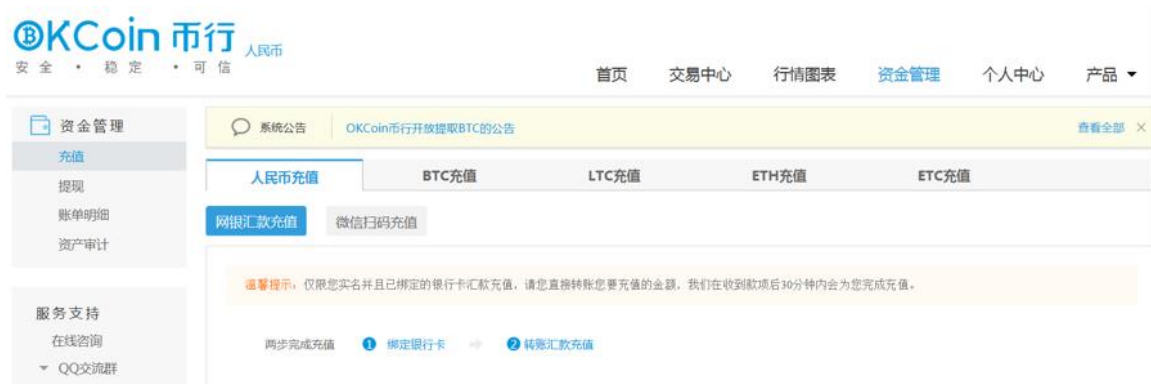 OKCoin 币行 人民币
安全 · 稳定 · 可信
首页 交易中心 行情图表 资金管理 个人中心 产品
资金管理
充值
提现
账单明细
资产审计
服务支持
在线咨询
QQ交流群
系统公告 OKCoin币行开放提取BTC的公告 查看全部 ×
人民币充值 BTC充值 LTC充值 ETH充值 ETC充值
网银汇款充值 微信扫码充值
温馨提示：仅限您实名并且已绑定的银行卡汇款充值，请您直接转账您要充值的金额，我们在收到款项后30分钟内会为您完成充值。
两步完成充值 1 绑定银行卡 2 转账汇款充值